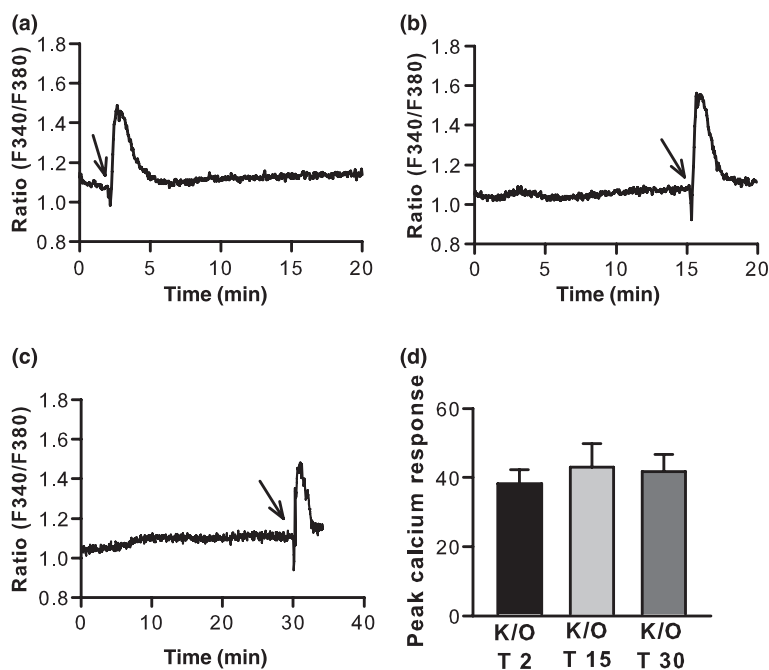 (a)
1.8
1.6
1.4
1.2
1.0
0.8
Ratio (F340/F380)
0 5 10 15 20
Time (min)
(b)
1.8
1.6
1.4
1.2
1.0
0.8
Ratio (F340/F380)
0 5 10 15 20
Time (min)
(c)
1.8
1.6
1.4
1.2
1.0
0.8
Ratio (F340/F380)
0 10 20 30 40
Time (min)
(d)
60
40
20
0
Peak calcium response
K/O K/O K/O
T 2 T 15 T 30